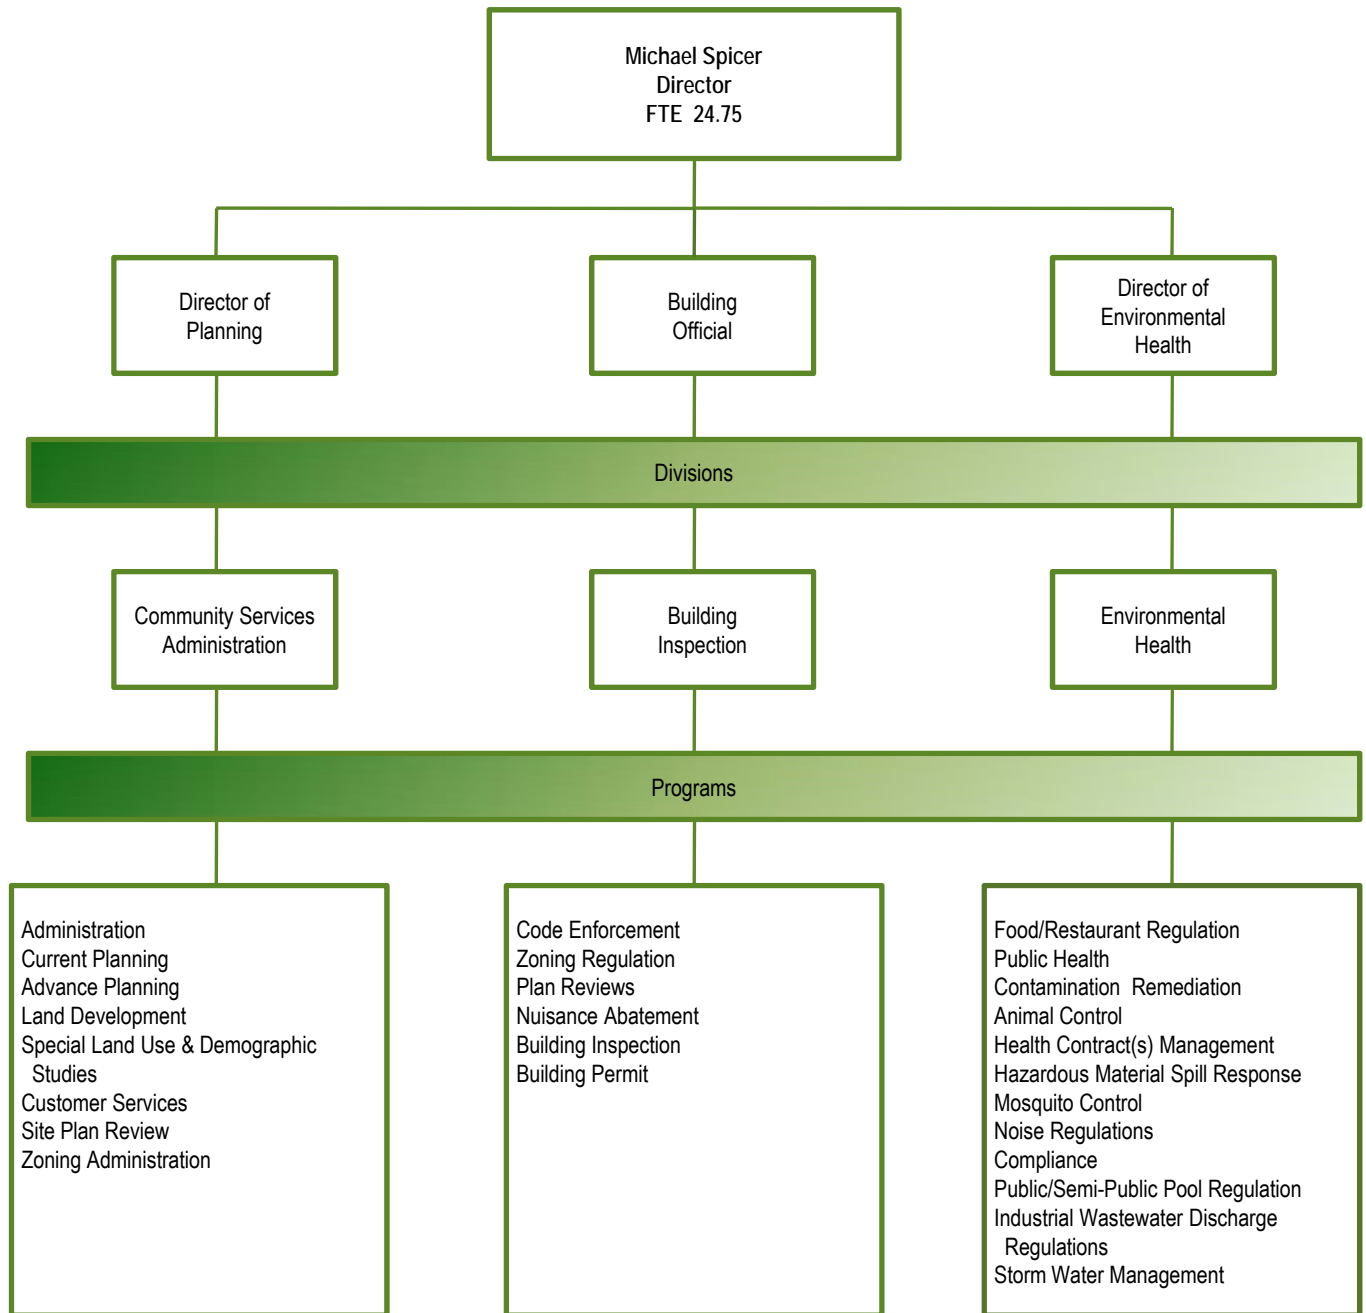 Michael Spicer
Director
FTE 24.75
Director of
Planning
Building
Official
Director of
Environmental
Health
Divisions
Community Services
Administration
Building
Inspection
Environmental
Health
Programs
Administration
Current Planning
Advance Planning
Land Development
Special Land Use & Demographic
Studies
Customer Services
Site Plan Review
Zoning Administration
Code Enforcement
Zoning Regulation
Plan Reviews
Nuisance Abatement
Building Inspection
Building Permit
Food/Restaurant Regulation
Public Health
Contamination Remediation
Animal Control
Health Contract(s) Management
Hazardous Material Spill Response
Mosquito Control
Noise Regulations
Compliance
Public/Semi-Public Pool Regulation
Industrial Wastewater Discharge
Regulations
Storm Water Management